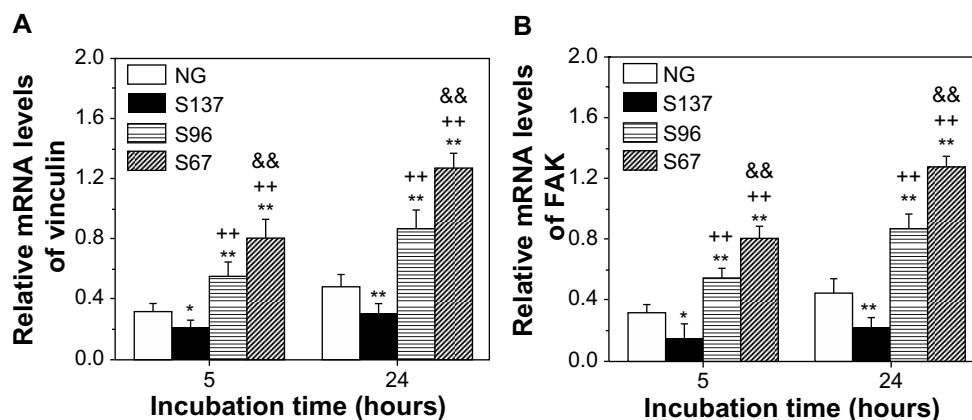 A
Relative mRNA levels
of vinculin
2.0
1.6
1.2
0.8
0.4
0.0
NG
S137
S96
S67
*
++
**
&&
++
**
**
++
**
&&
++
**
5
24
Incubation time (hours)
B
Relative mRNA levels
of FAK
2.0
1.6
1.2
0.8
0.4
0.0
NG
S137
S96
S67
*
++
**
&&
++
**
**
++
**
&&
++
**
5
24
Incubation time (hours)